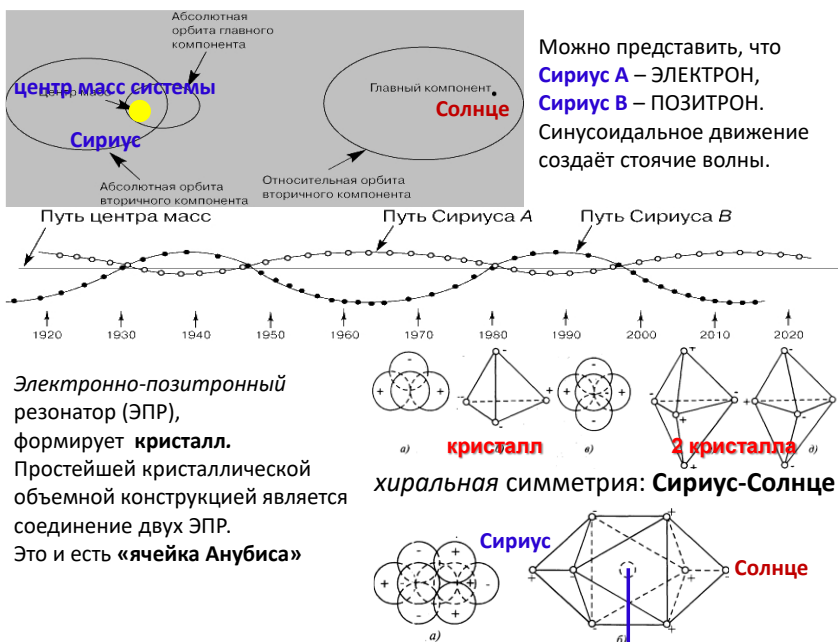 Абсолютная
орбита главного
компонента
центр масс системы
Центр масс
Сириус
Абсолютная орбита
вторичного компонента
Главный компонент
Солнце
Относительная орбита
вторичного компонента
Можно представить, что
Сириус А – ЭЛЕКТРОН,
Сириус В – ПОЗИТРОН.
Синусоидальное движение
создаёт стоячие волны.
Путь центра масс
Путь Сириуса A
Путь Сириуса B
1920 1930 1940 1950 1960 1970 1980 1990 2000 2010 2020
Электронно-позитронный
резонатор (ЭПР),
формирует кристалл.
Простейшей кристаллической
объемной конструкцией является
соединение двух ЭПР.
Это и есть «ячейка Анубиса»
а)
кристалл
в)
2 кристалла
д)
хиральная симметрия: Сириус-Солнце
Сириус
Солнце
а)
б)